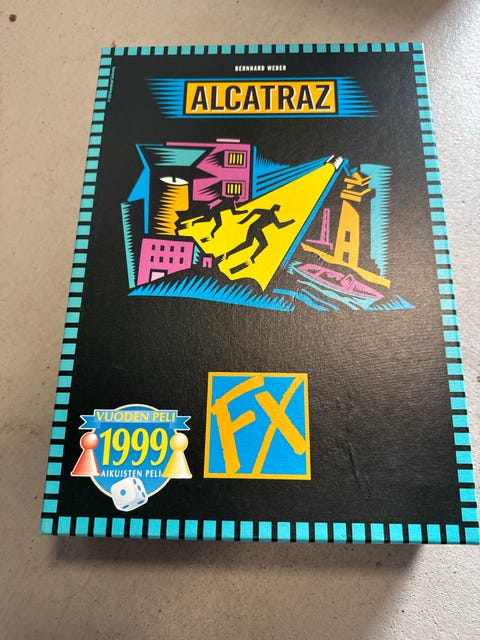 BERNHARD WEBER
ALCATRAZ
FX
VUODEN PELI
1999
AIKUISTEN PELI